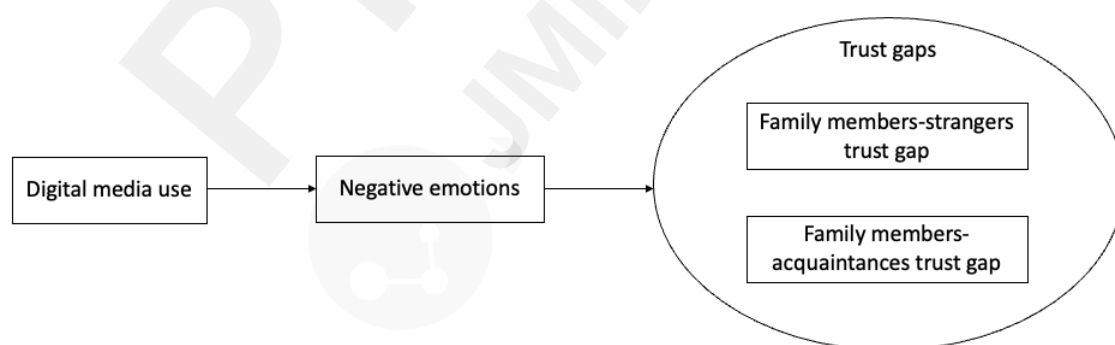 Trust gaps
Family members-strangers
trust gap
Digital media use
Negative emotions
Family members-
acquaintances trust gap